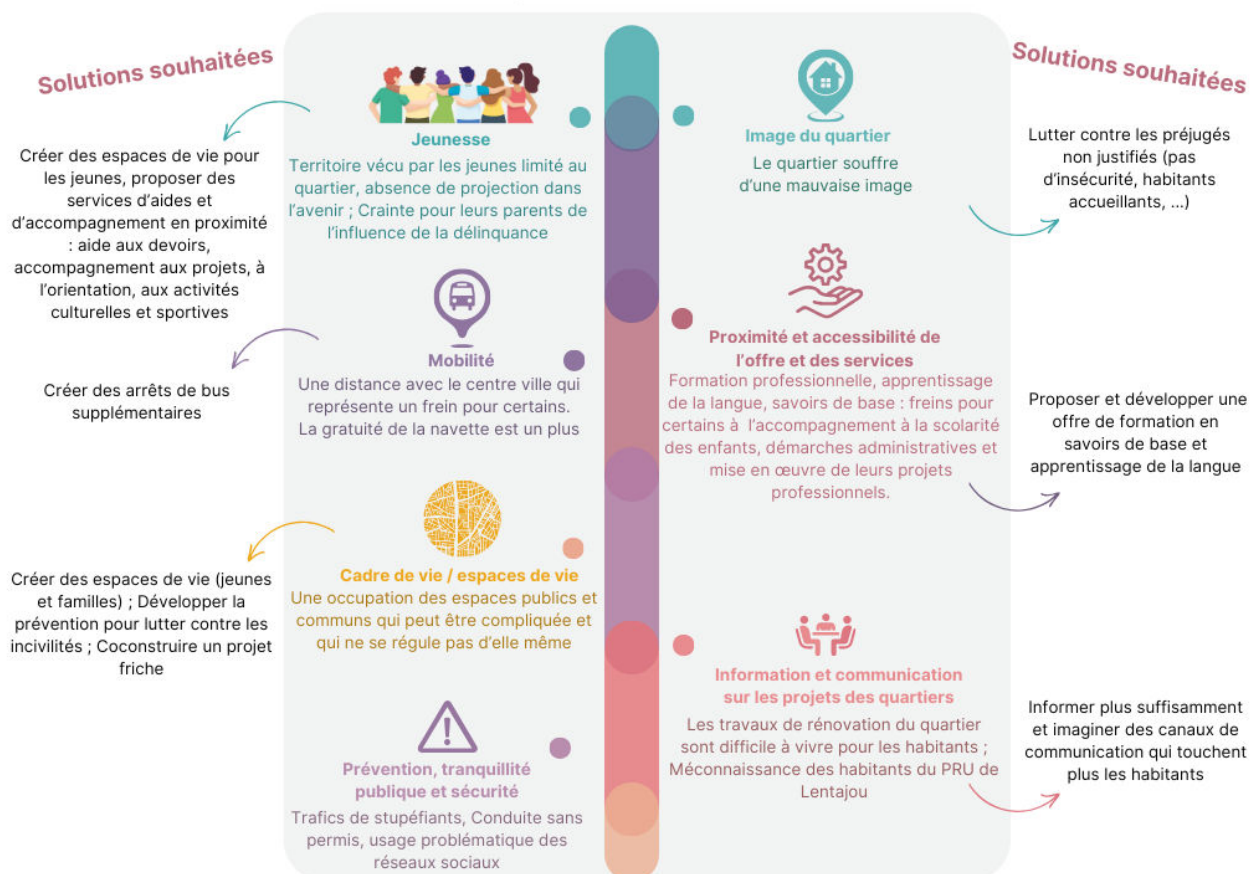 Solutions souhaitées
Créer des espaces de vie pour
les jeunes, proposer des
services d'aides et
d'accompagnement en proximité
: aide aux devoirs,
accompagnement aux projets, à
l'orientation, aux activités
culturelles et sportives
Créer des arrêts de bus
supplémentaires
Créer des espaces de vie (jeunes
et familles) ; Développer la
prévention pour lutter contre les
incivilités ; Coconstruire un projet
friche
Jeunesse
Territoire vécu par les jeunes limité au
quartier, absence de projection dans
l'avenir ; Crainte pour leurs parents de
l'influence de la délinquance
Mobilité
Une distance avec le centre ville qui
représente un frein pour certains.
La gratuité de la navette est un plus
Cadre de vie / espaces de vie
Une occupation des espaces publics et
communs qui peut être compliquée et
qui ne se régule pas d'elle même
Prévention, tranquillité
publique et sécurité
Trafics de stupéfiants, Conduite sans
permis, usage problématique des
réseaux sociaux
Image du quartier
Le quartier souffre
d'une mauvaise image
Proximité et accessibilité de
l'offre et des services
Formation professionnelle, apprentissage
de la langue, savoirs de base : freins pour
certains à l'accompagnement à la scolarité
des enfants, démarches administratives et
mise en œuvre de leurs projets
professionnels.
Information et communication
sur les projets des quartiers
Les travaux de rénovation du quartier
sont difficile à vivre pour les habitants ;
Méconnaissance des habitants du PRU de
Lentajou
Solutions souhaitées
Lutter contre les préjugés
non justifiés (pas
d'insécurité, habitants
accueillants, ...)
Proposer et développer une
offre de formation en
savoirs de base et
apprentissage de la langue
Informer plus suffisamment
et imaginer des canaux de
communication qui touchent
plus les habitants